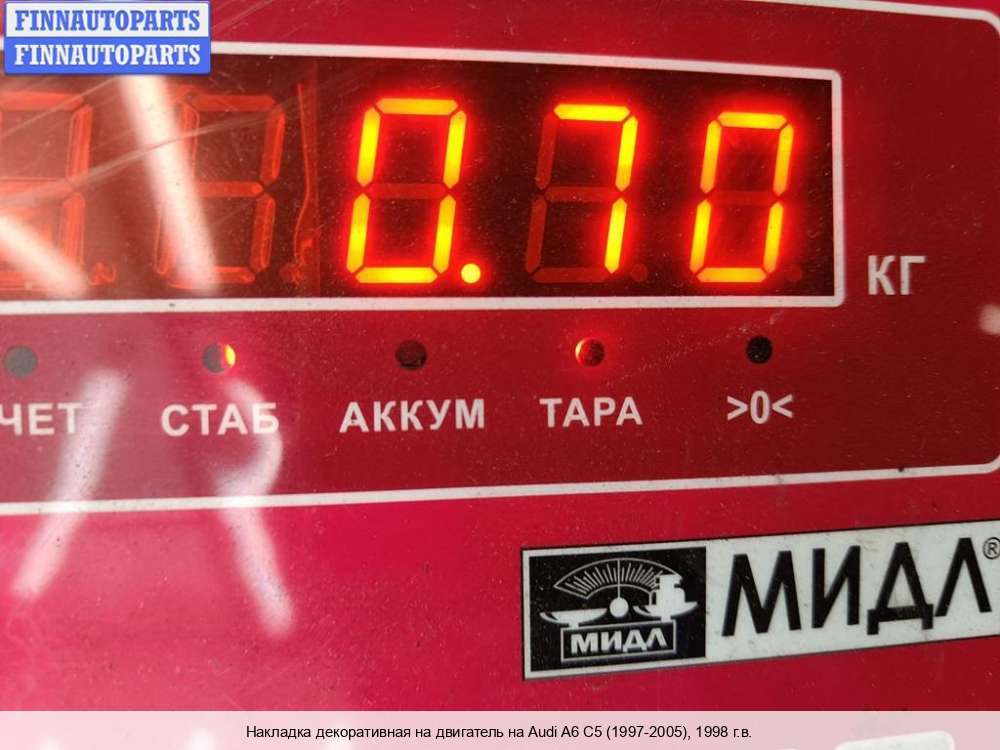 FINNAUTOPARTS
FINNAUTOPARTS
0.70
КГ
ЧЕТ СТАБ АККУМ ТАРА >0<
МИДЛ МИДЛ®
Накладка декоративная на двигатель на Audi A6 C5 (1997-2005), 1998 г.в.